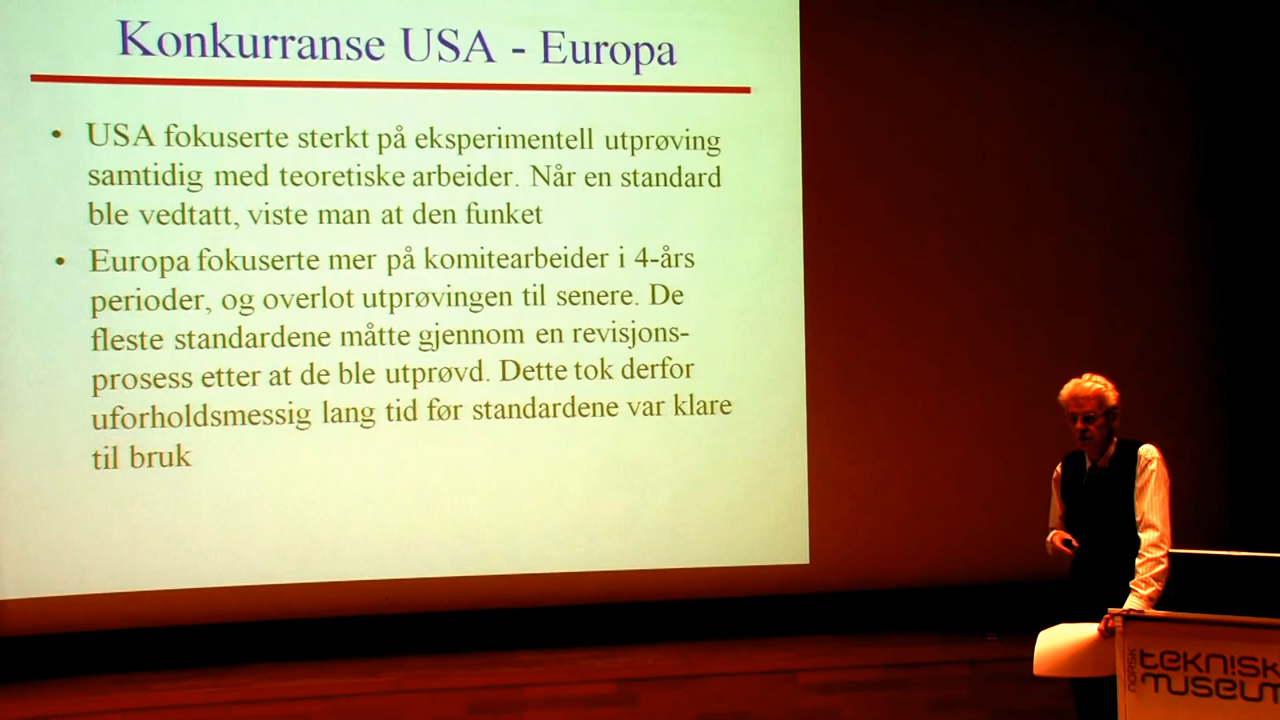 Konkurranse USA - Europa
• USA fokuserte sterkt på eksperimentell utprøving
samtidig med teoretiske arbeider. Når en standard
ble vedtatt, viste man at den funket
• Europa fokuserte mer på komitearbeider i 4-års
perioder, og overlot utprøvingen til senere. De
fleste standardene måtte gjennom en revisjons-
prosess etter at de ble utprøvd. Dette tok derfor
uforholdsmessig lang tid før standardene var klare
til bruk
NORSK
teknisk
museum